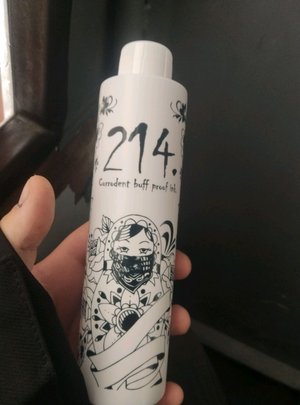 214.
Corrodent buff proof ink.